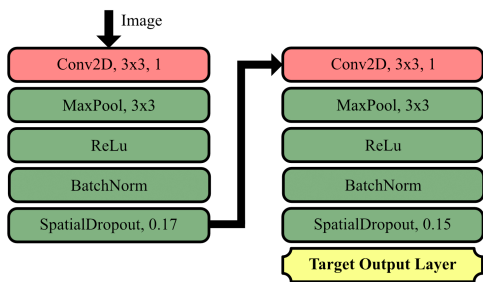 Image
Conv2D, 3x3, 1
MaxPool, 3x3
ReLu
BatchNorm
SpatialDropout, 0.17
Conv2D, 3x3, 1
MaxPool, 3x3
ReLu
BatchNorm
SpatialDropout, 0.15
Target Output Layer